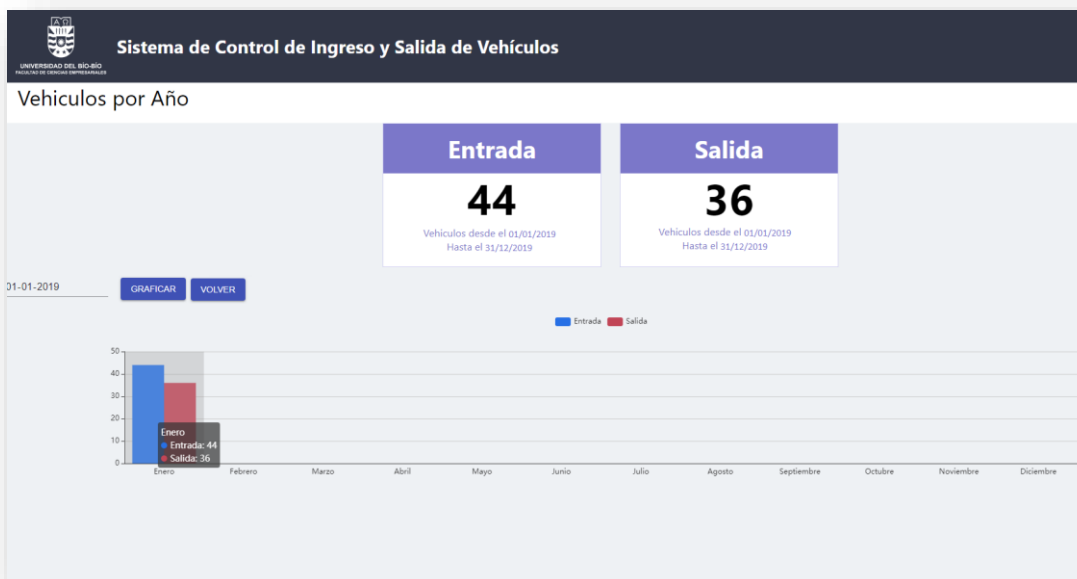 UNIVERSIDAD DEL BÍO-BÍO
FACULTAD DE CIENCIAS EMPRESARIALES
Sistema de Control de Ingreso y Salida de Vehículos
Vehiculos por Año
Entrada
44
Vehiculos desde el 01/01/2019
Hasta el 31/12/2019
Salida
36
Vehiculos desde el 01/01/2019
Hasta el 31/12/2019
01-01-2019
GRAFICAR
VOLVER
Entrada
Salida
50
40
30
20
10
0
Enero
Entrada: 44
Salida: 36
Enero
Febrero
Marzo
Abril
Mayo
Junio
Julio
Agosto
Septiembre
Octubre
Noviembre
Diciembre